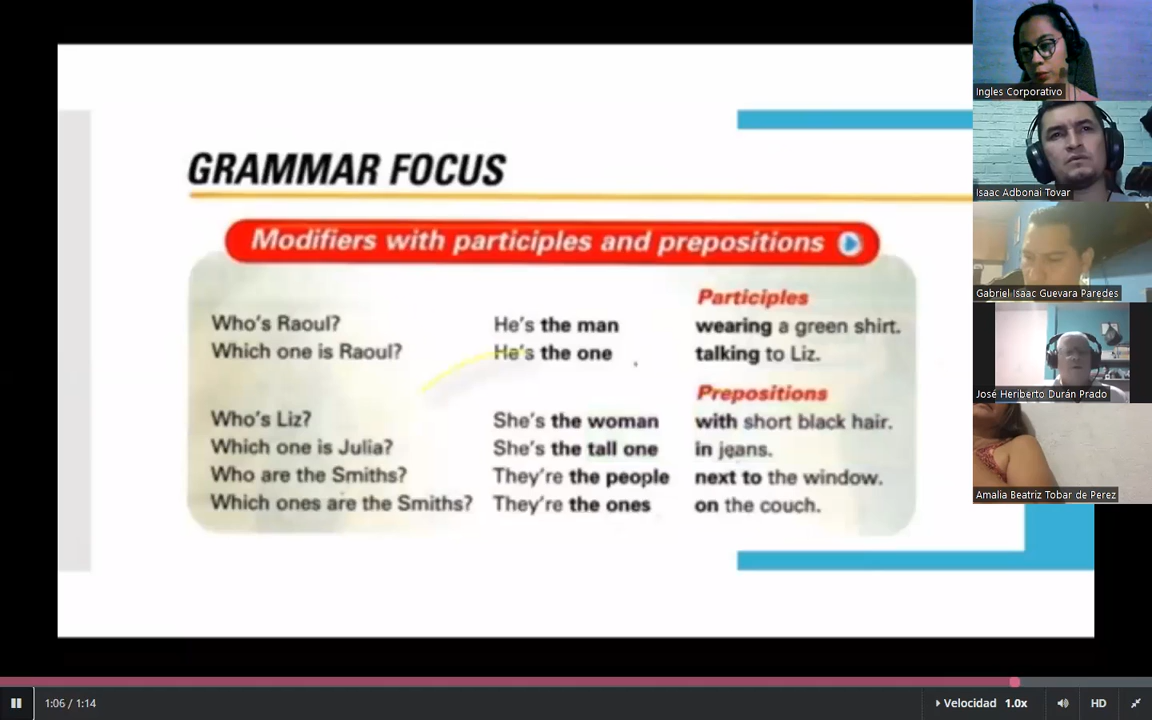 GRAMMAR FOCUS
Modifiers with participles and prepositions
Participles
Who's Raoul? He's the man wearing a green shirt.
Which one is Raoul? He's the one talking to Liz.
Prepositions
Who's Liz? She's the woman with short black hair.
Which one is Julia? She's the tall one in jeans.
Who are the Smiths? They're the people next to the window.
Which ones are the Smiths? They're the ones on the couch.
Ingles Corporativo
Isaac Adbonai Tovar
Gabriel Isaac Guevara Paredes
José Heriberto Durán Prado
Amalia Beatriz Tobar de Perez
1:06 / 1:14
Velocidad 1.0x
HD